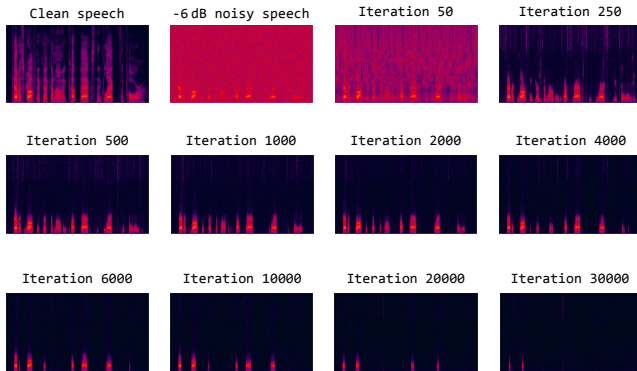 Clean speech -6 dB noisy speech Iteration 50 Iteration 250
Iteration 500 Iteration 1000 Iteration 2000 Iteration 4000
Iteration 6000 Iteration 10000 Iteration 20000 Iteration 30000